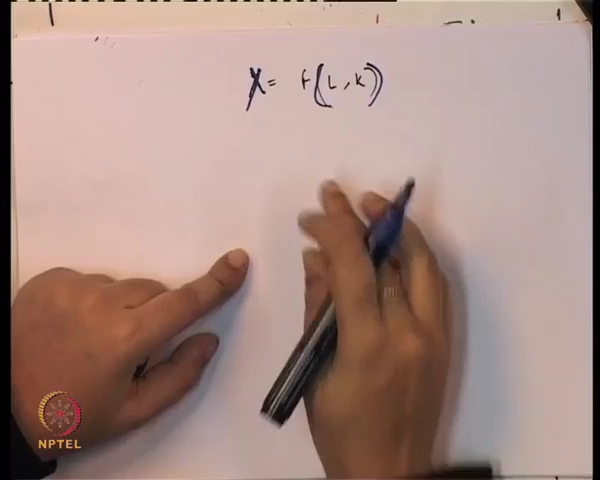 X = f(L, K)
NPTEL